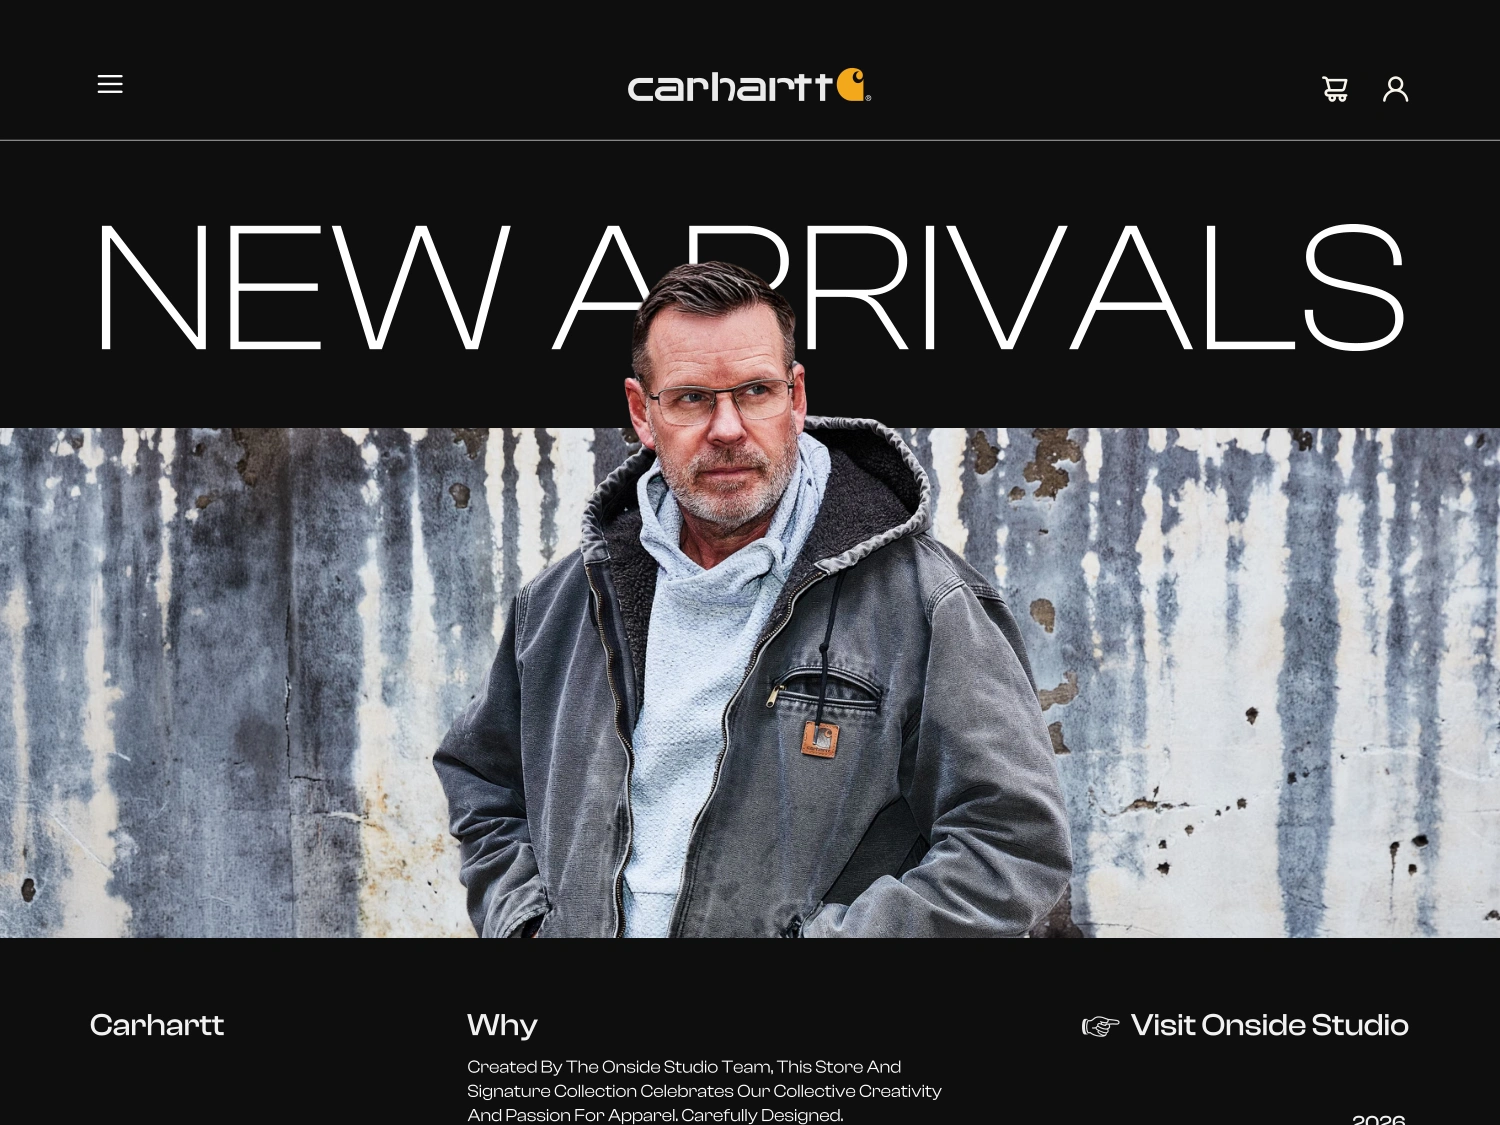 carhartt
®
NEW ARRIVALS
Carhartt
Why
☞ Visit Onside Studio
Created By The Onside Studio Team, This Store And
Signature Collection Celebrates Our Collective Creativity
And Passion For Apparel. Carefully Designed.
2026